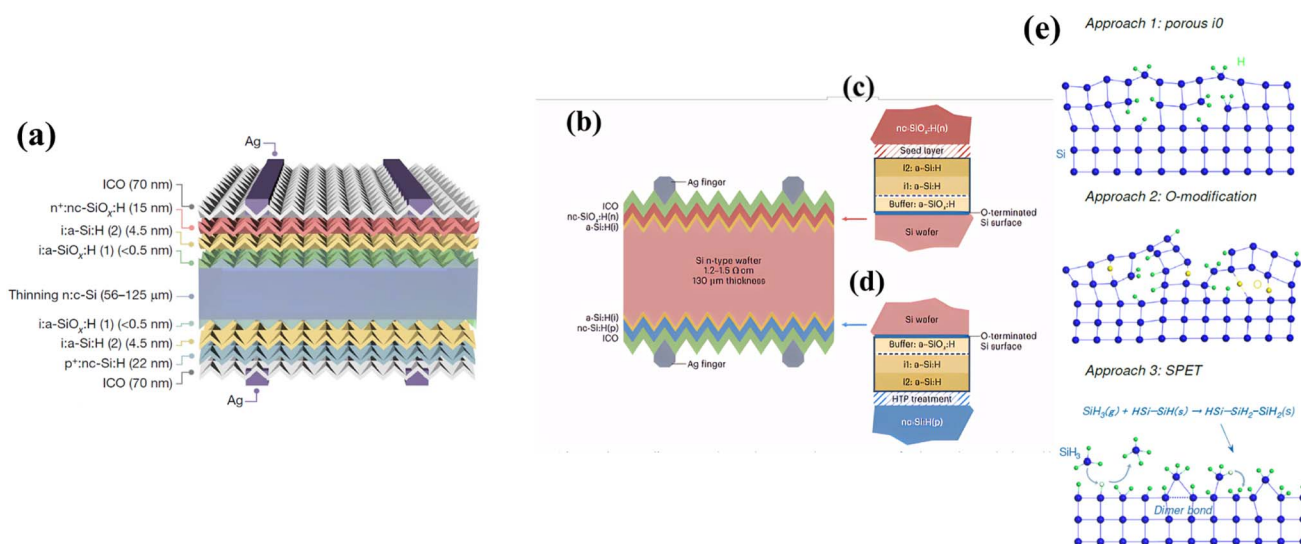 (a)
Ag
ICO (70 nm)
n⁺:nc-SiOₓ:H (15 nm)
i:a-Si:H (2) (4.5 nm)
i:a-SiOₓ:H (1) (<0.5 nm)
Thinning n:c-Si (56–125 μm)
i:a-SiOₓ:H (1) (<0.5 nm)
i:a-Si:H (2) (4.5 nm)
p⁺:nc-Si:H (22 nm)
ICO (70 nm)
Ag
(b)
Ag finger
ICO
nc-SiOₓ:H(n)
a-Si:H(i)
Si n-type wafter
1.2–1.5 Ω cm
130 μm thickness
a-Si:H(i)
nc-Si:H(p)
ICO
Ag finger
(c)
nc-SiOₓ:H(n)
Seed layer
I2: a-Si:H
i1: a-Si:H
Buffer: a-SiOₓ:H
O-terminated
Si surface
Si wafer
(d)
Si wafer
O-terminated
Si surface
Buffer: a-SiOₓ:H
i1: a-Si:H
I2: a-Si:H
HTP treatment
nc-Si:H(p)
(e)
Approach 1: porous i0
H
Si
Approach 2: O-modification
O
Approach 3: SPET
SiH₃(g) + HSi–SiH(s) → HSi–SiH₂–SiH₂(s)
SiH₃
Dimer bond